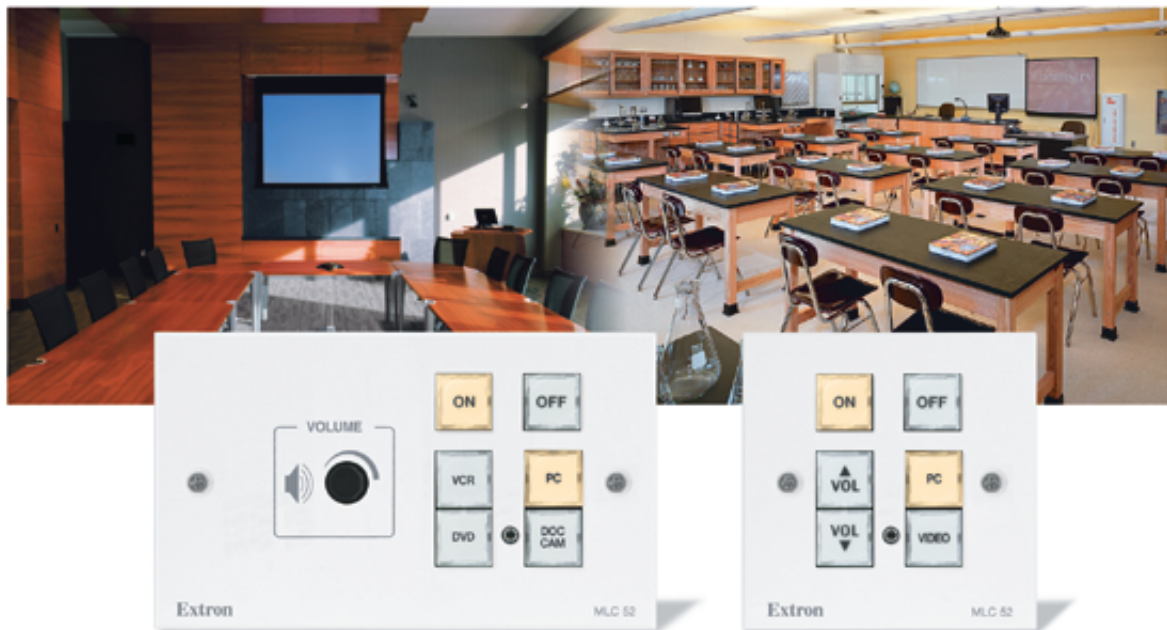 Chemistry
ON
OFF
VOLUME
VCR
PC
DVD
DOC
CAM
Extron
MLC 52
ON
OFF
VOL
PC
VOL
VIDEO
Extron
MLC 52